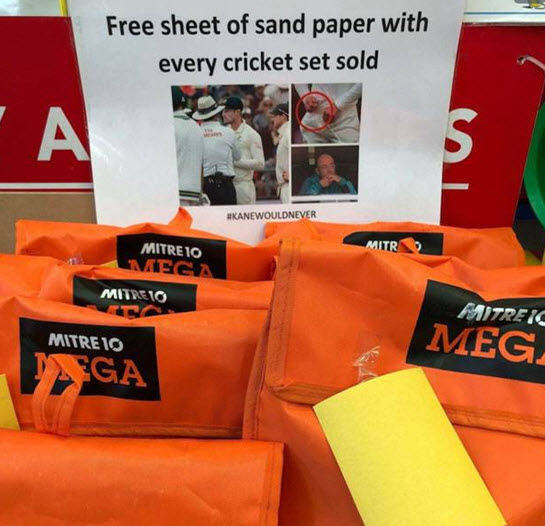 Free sheet of sand paper with
every cricket set sold
A
S
#KANEWOULDNEVER
MITRE 10
MEGA
MITRE 10
MITRE 10
MITRE 10
MEGA
MITRE 10
MEGA